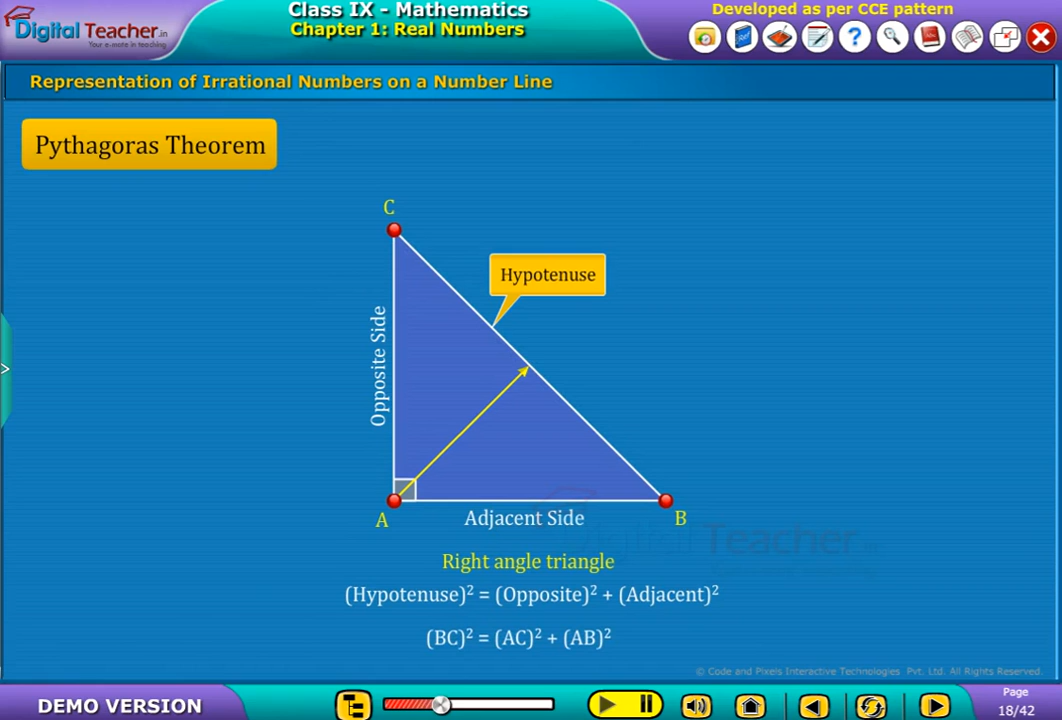 Digital Teacher.in
Your e-mate in teaching
Class IX - Mathematics
Chapter 1: Real Numbers
Developed as per CCE pattern
Representation of Irrational Numbers on a Number Line
Pythagoras Theorem
C
Hypotenuse
Opposite Side
A
Adjacent Side
B
Digital Teacher.in
Right angle triangle
(Hypotenuse)² = (Opposite)² + (Adjacent)²
(BC)² = (AC)² + (AB)²
© Code and Pixels Interactive Technologies Pvt. Ltd. All Rights Reserved.
DEMO VERSION
Page
18/42